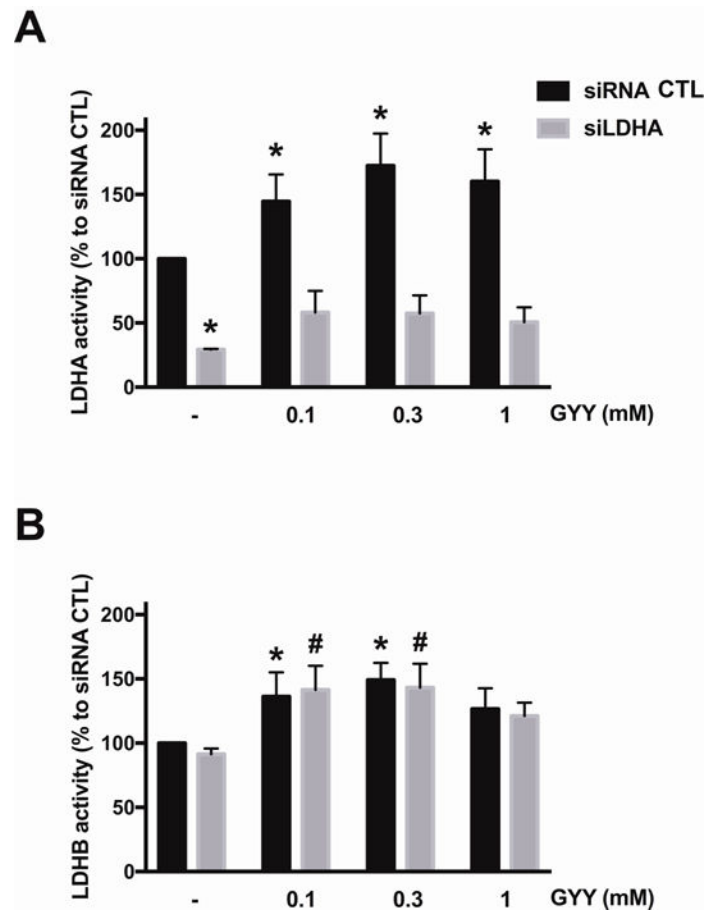 A
siRNA CTL
siLDHA
LDHA activity (% to siRNA CTL)
200
150
100
50
0
* * * *
- 0.1 0.3 1 GYY (mM)
B
LDHB activity (% to siRNA CTL)
200
150
100
50
0
* # * #
- 0.1 0.3 1 GYY (mM)